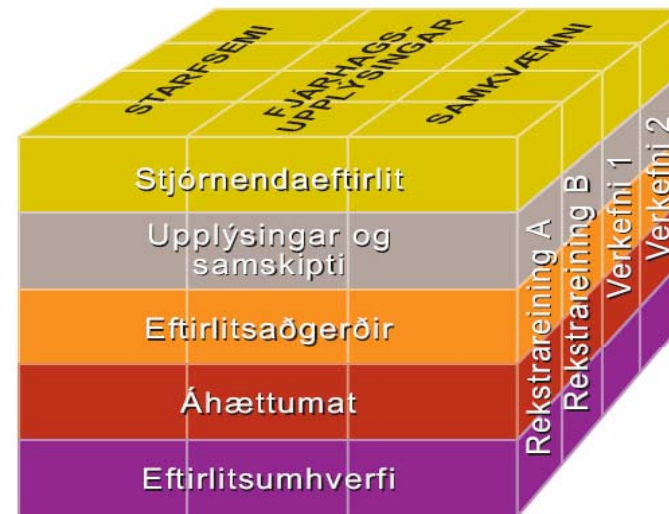 STARFSEMI
FJÁRHAGS-
UPPLÝSINGAR
SAMKVÆMNI
Stjórnendaeftirlit
Upplýsingar og
samskipti
Eftirlitsaðgerðir
Áhættumat
Eftirlitsumhverfi
Rekstrareining A
Rekstrareining B
Verkefni 1
Verkefni 2